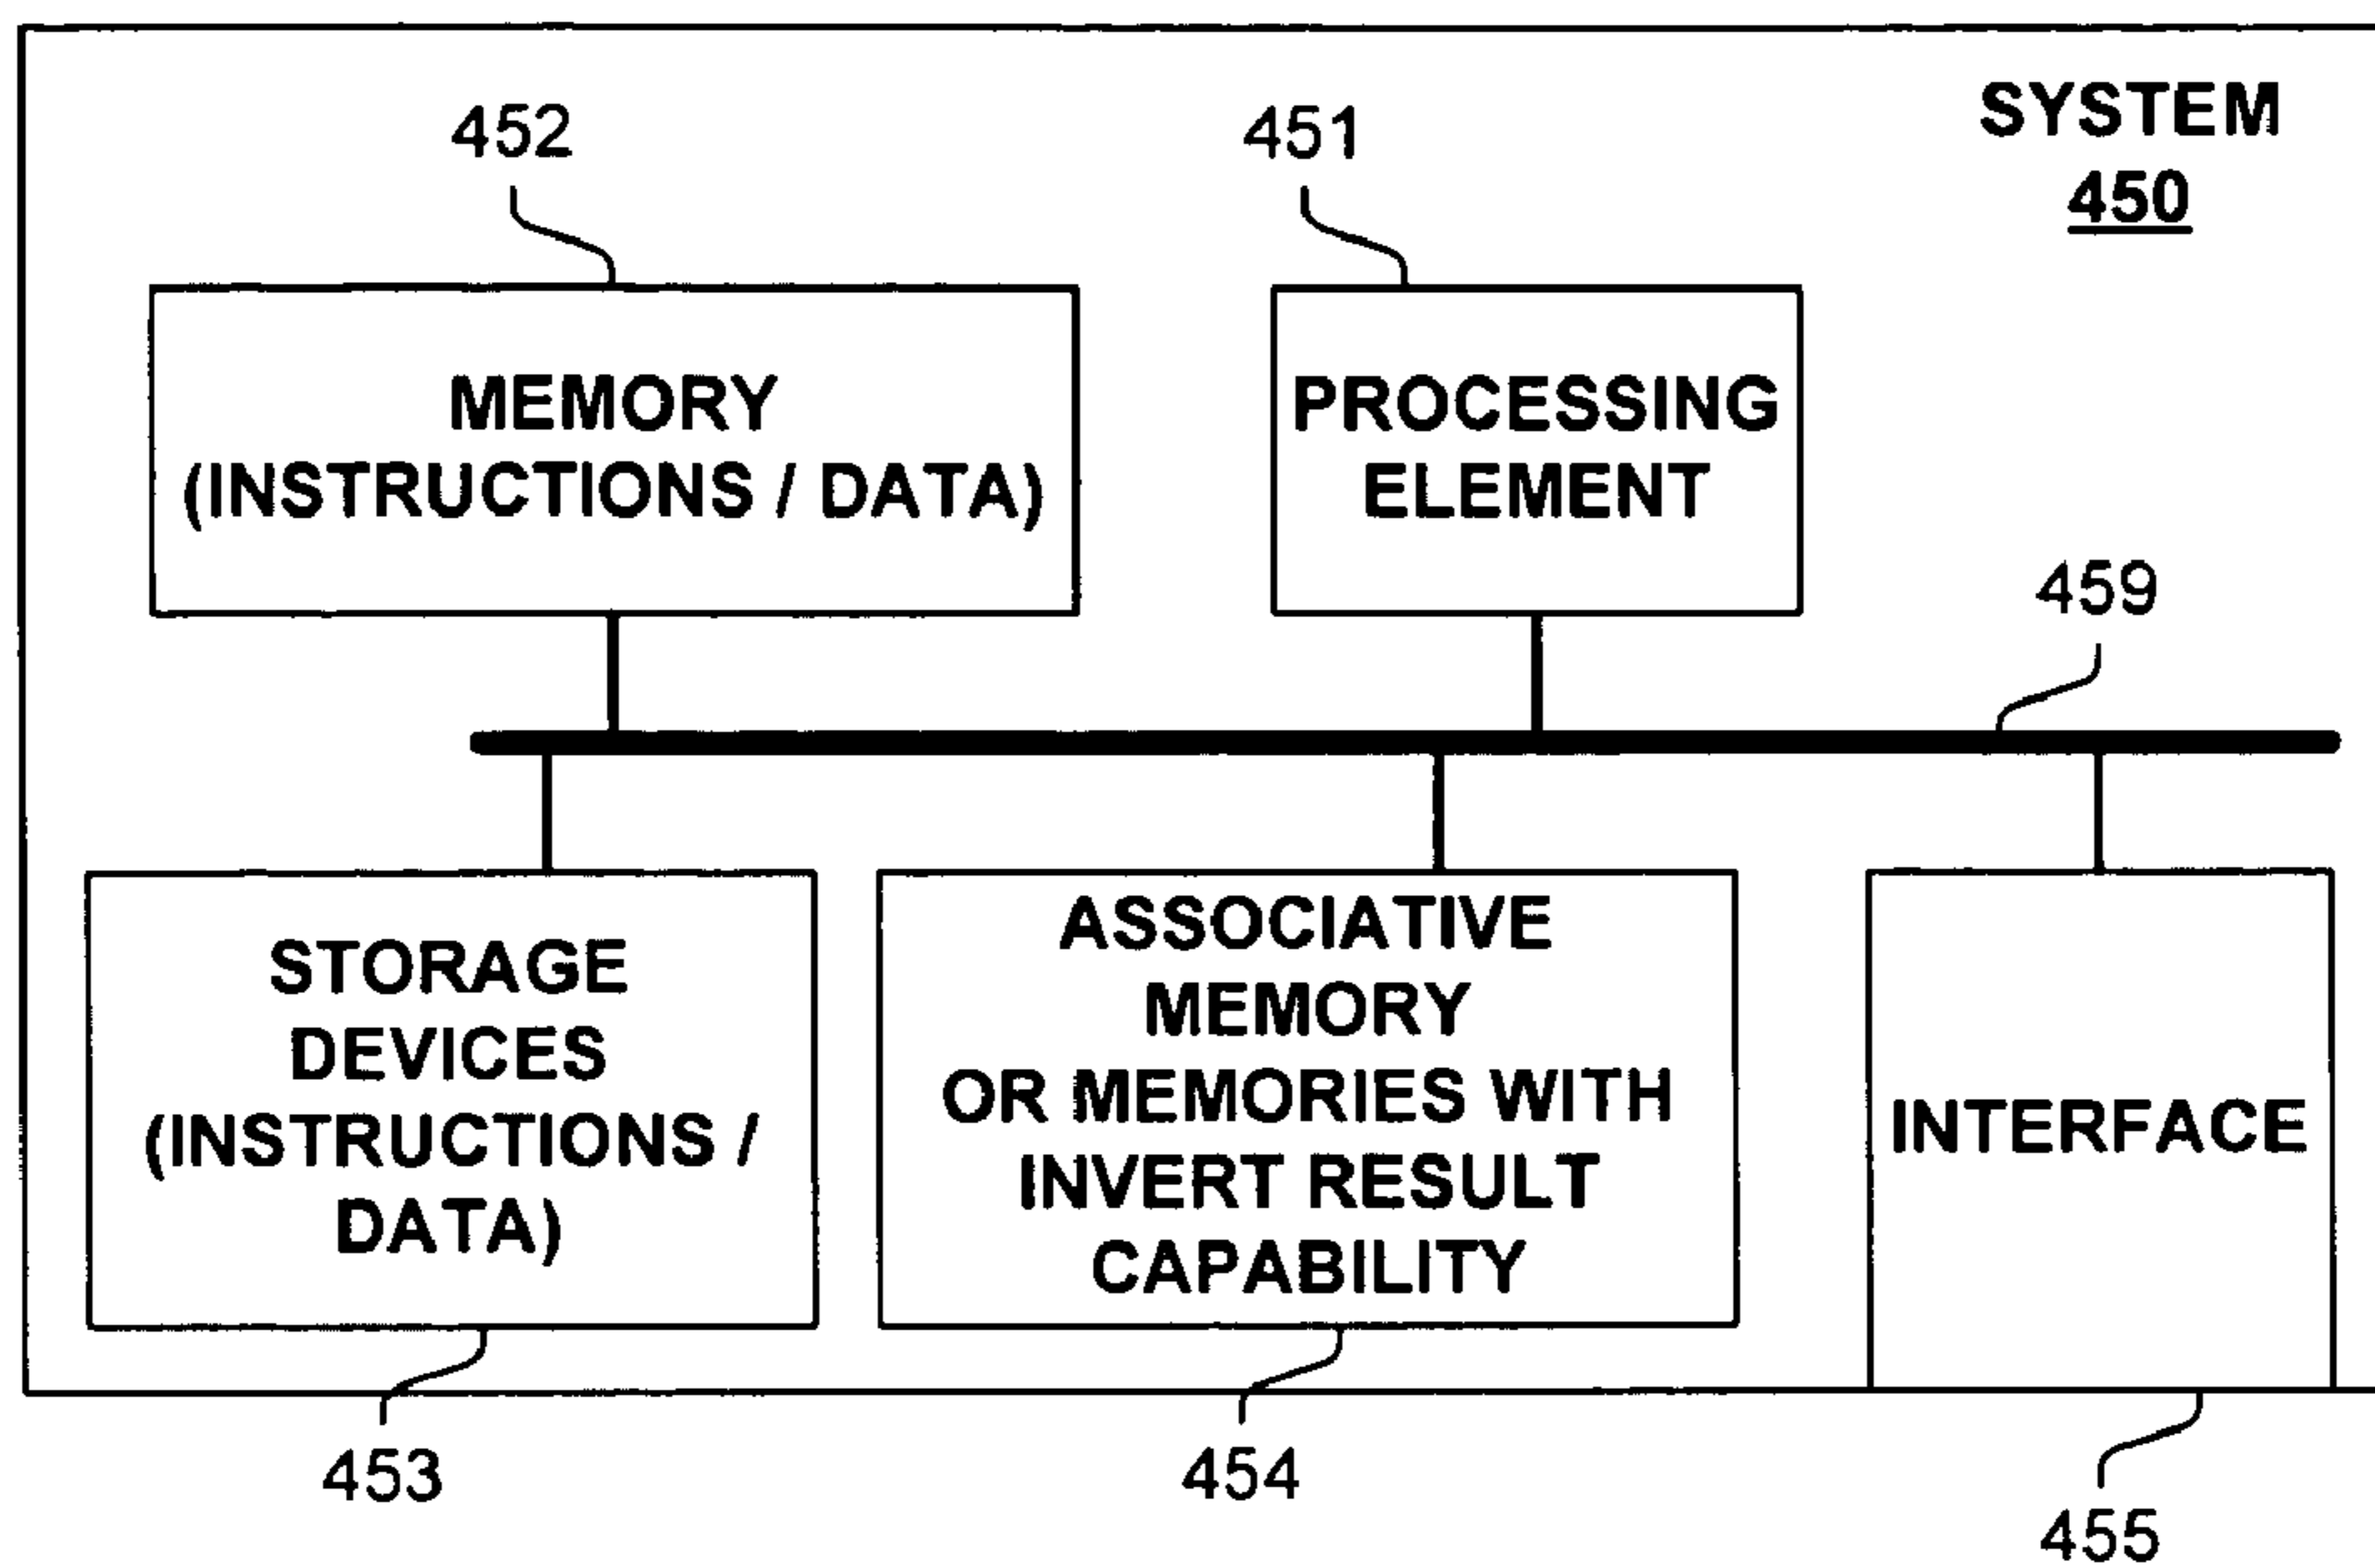 SYSTEM
450
452
451
MEMORY
(INSTRUCTIONS / DATA)
PROCESSING
ELEMENT
459
STORAGE
DEVICES
(INSTRUCTIONS /
DATA)
ASSOCIATIVE
MEMORY
OR MEMORIES WITH
INVERT RESULT
CAPABILITY
INTERFACE
453
454
455